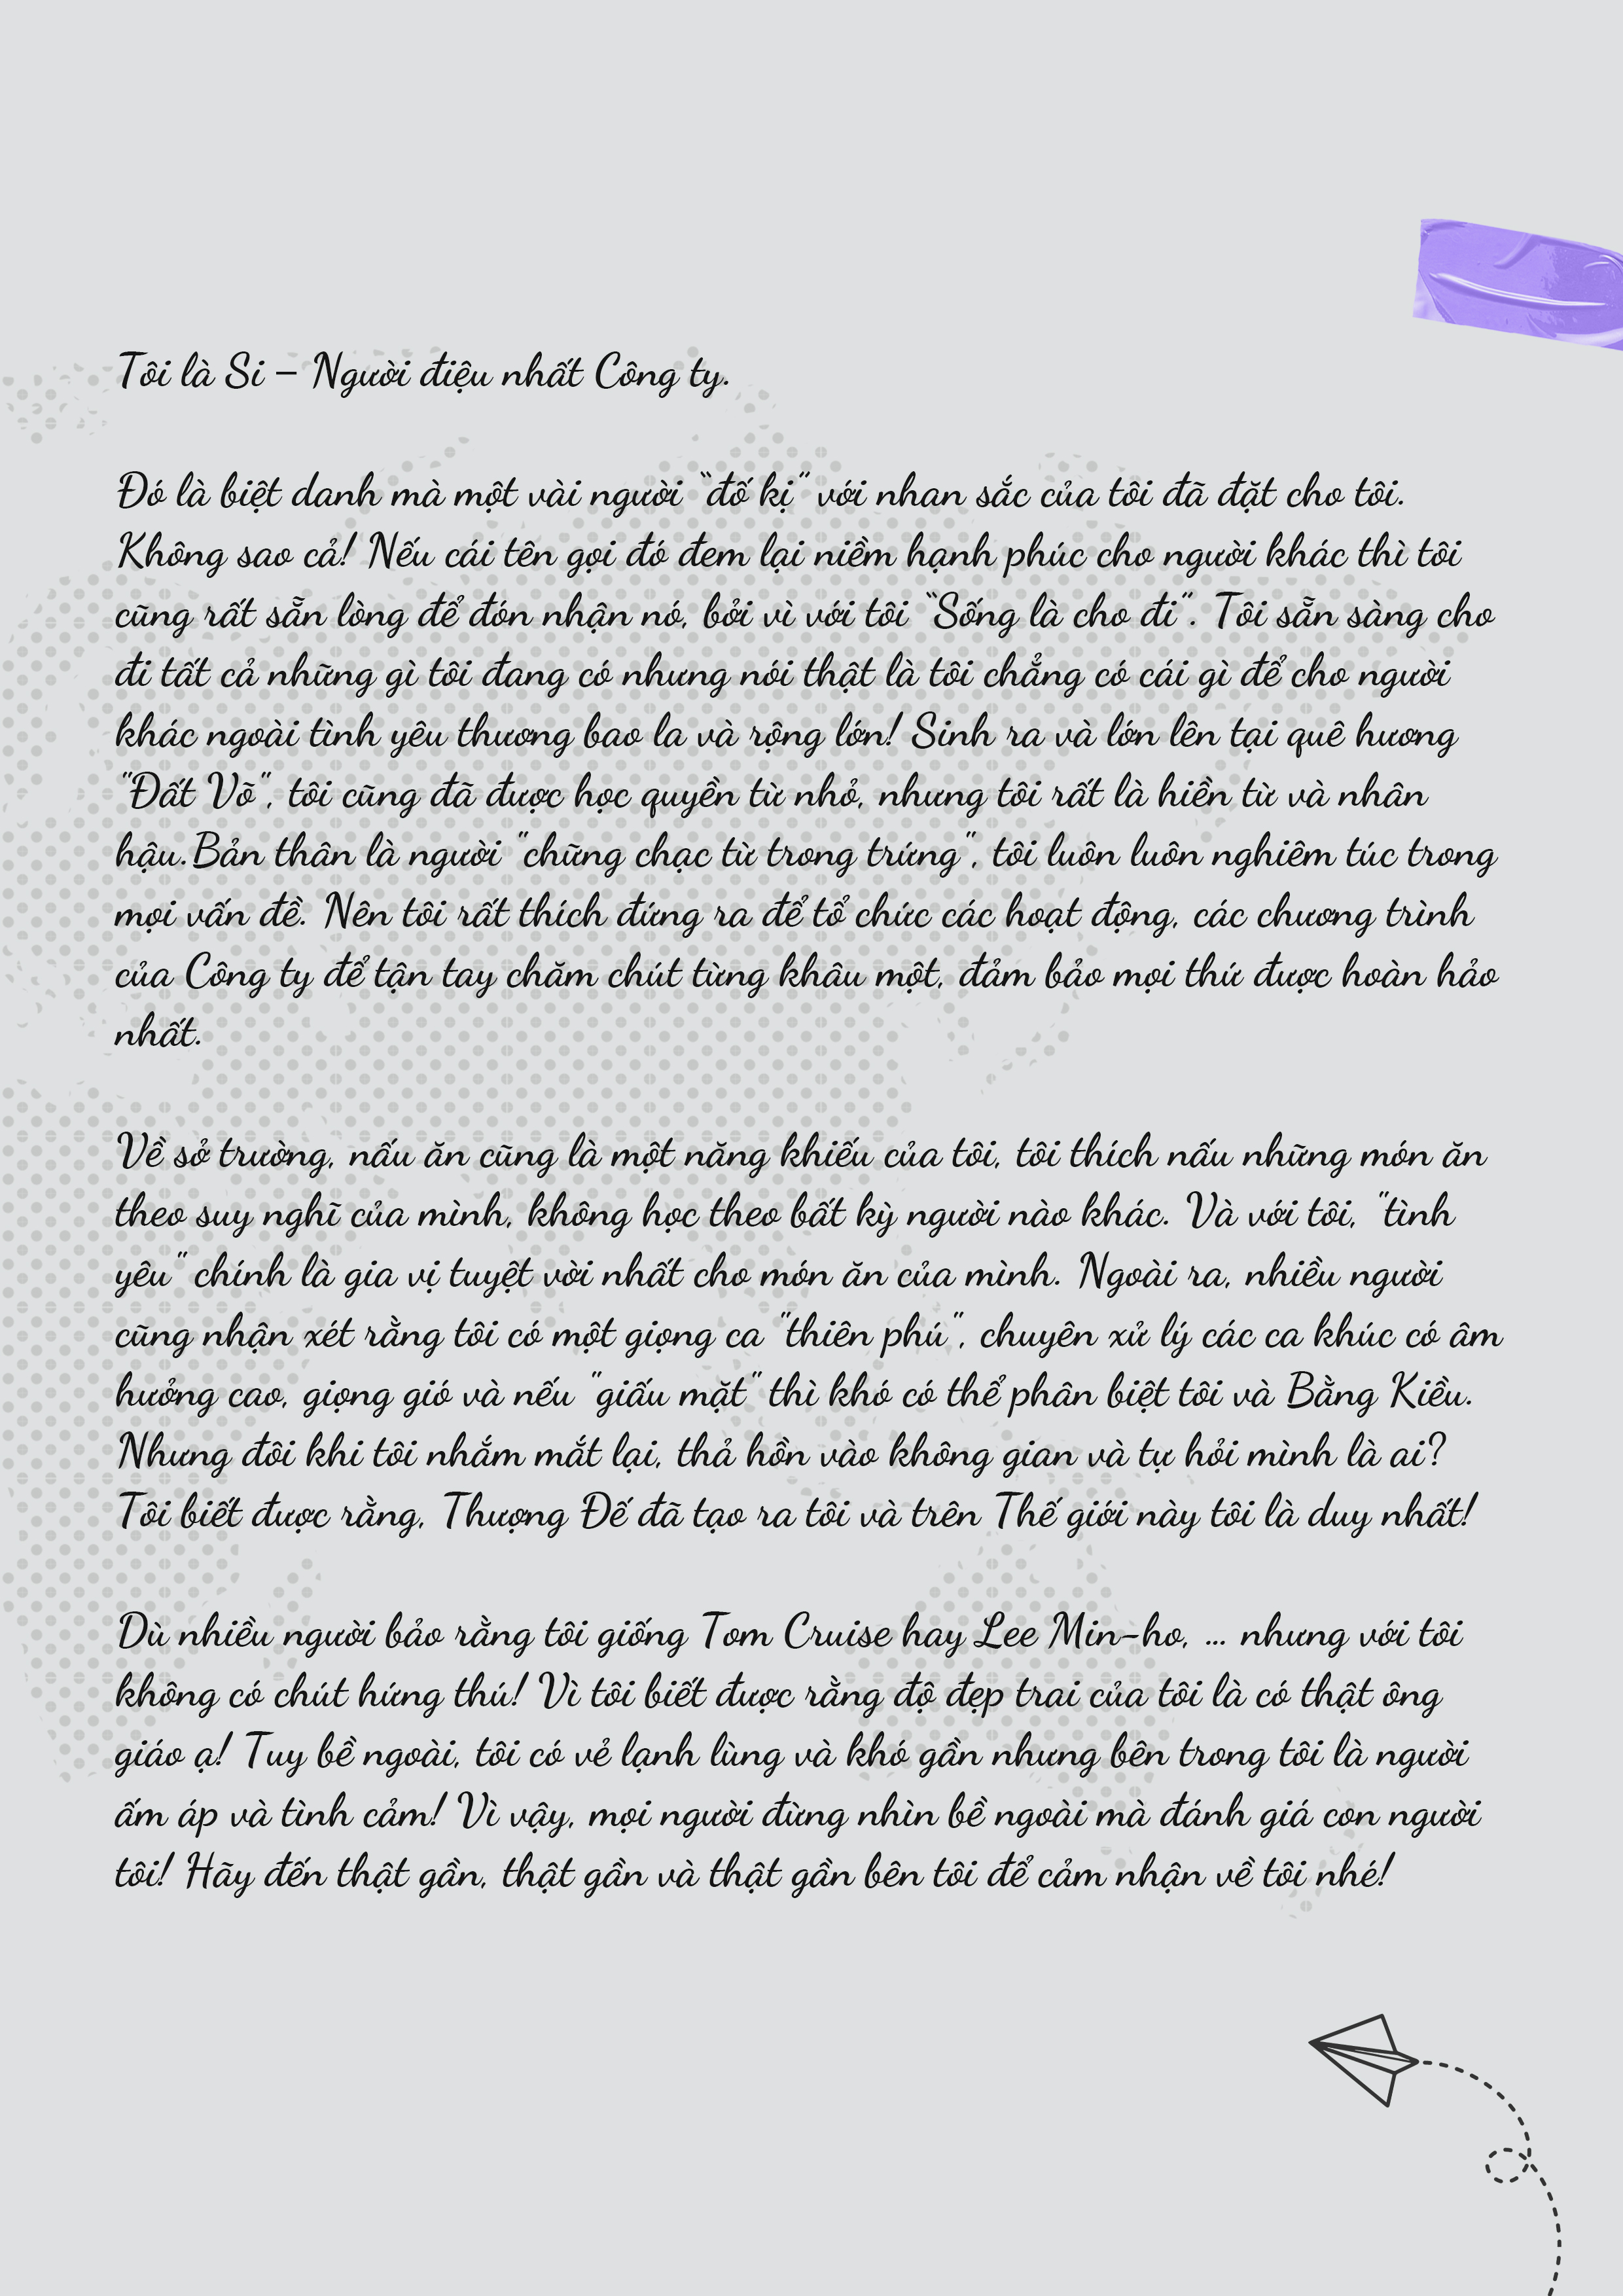 Tôi là Si – Người điệu nhất Công ty.
Đó là biệt danh mà một vài người “đố kị” với nhan sắc của tôi đã đặt cho tôi.
Không sao cả! Nếu cái tên gọi đó đem lại niềm hạnh phúc cho người khác thì tôi
cũng rất sẵn lòng để đón nhận nó, bởi vì với tôi “Sống là cho đi”. Tôi sẵn sàng cho
đi tất cả những gì tôi đang có nhưng nói thật là tôi chẳng có cái gì để cho người
khác ngoài tình yêu thương bao la và rộng lớn! Sinh ra và lớn lên tại quê hương
"Đất Võ", tôi cũng đã được học quyền từ nhỏ, nhưng tôi rất là hiền từ và nhân
hậu.Bản thân là người "chững chạc từ trong trứng", tôi luôn luôn nghiêm túc trong
mọi vấn đề. Nên tôi rất thích đứng ra để tổ chức các hoạt động, các chương trình
của Công ty để tận tay chăm chút từng khâu một, đảm bảo mọi thứ được hoàn hảo
nhất.
Về sở trường, nấu ăn cũng là một năng khiếu của tôi, tôi thích nấu những món ăn
theo suy nghĩ của mình, không học theo bất kỳ người nào khác. Và với tôi, "tình
yêu" chính là gia vị tuyệt vời nhất cho món ăn của mình. Ngoài ra, nhiều người
cũng nhận xét rằng tôi có một giọng ca "thiên phú", chuyên xử lý các ca khúc có âm
hưởng cao, giọng gió và nếu "giấu mặt" thì khó có thể phân biệt tôi và Bằng Kiều.
Nhưng đôi khi tôi nhắm mắt lại, thả hồn vào không gian và tự hỏi mình là ai?
Tôi biết được rằng, Thượng Đế đã tạo ra tôi và trên Thế giới này tôi là duy nhất!
Dù nhiều người bảo rằng tôi giống Tom Cruise hay Lee Min-ho, ... nhưng với tôi
không có chút hứng thú! Vì tôi biết được rằng độ đẹp trai của tôi là có thật ông
giáo ạ! Tuy bề ngoài, tôi có vẻ lạnh lùng và khó gần nhưng bên trong tôi là người
ấm áp và tình cảm! Vì vậy, mọi người đừng nhìn bề ngoài mà đánh giá con người
tôi! Hãy đến thật gần, thật gần và thật gần bên tôi để cảm nhận về tôi nhé!